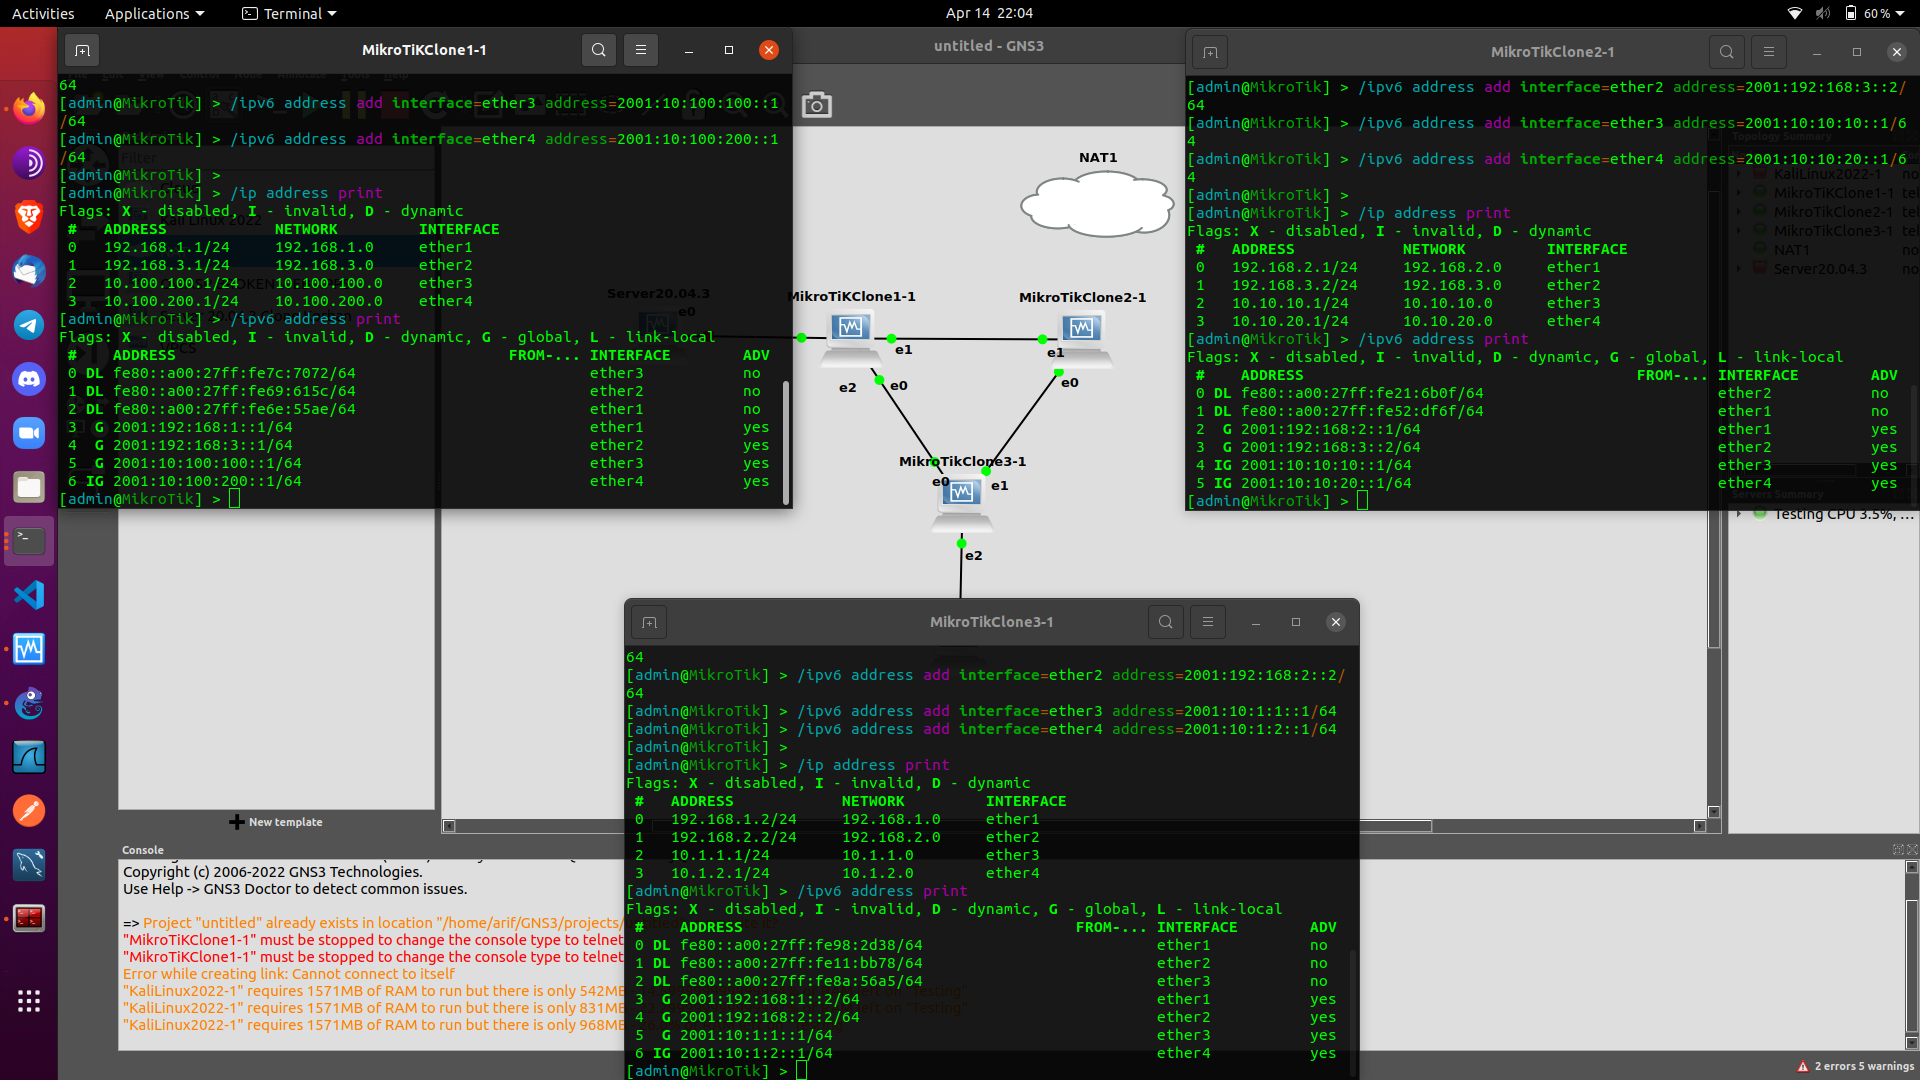 Activities
Applications
Terminal
Apr 14 22:04
60 %
MikroTiKClone1-1
64
[admin@MikroTik] > /ipv6 address add interface=ether3 address=2001:10:100:100::1
/64
[admin@MikroTik] > /ipv6 address add interface=ether4 address=2001:10:100:200::1
/64
[admin@MikroTik] >
[admin@MikroTik] > /ip address print
Flags: X - disabled, I - invalid, D - dynamic
# ADDRESS NETWORK INTERFACE
0 192.168.1.1/24 192.168.1.0 ether1
1 192.168.3.1/24 192.168.3.0 ether2
2 10.100.100.1/24 10.100.100.0 ether3
3 10.100.200.1/24 10.100.200.0 ether4
[admin@MikroTik] > /ipv6 address print
Flags: X - disabled, I - invalid, D - dynamic, G - global, L - link-local
# ADDRESS FROM-... INTERFACE ADV
0 DL fe80::a00:27ff:fe7c:7072/64 ether3 no
1 DL fe80::a00:27ff:fe69:615c/64 ether2 no
2 DL fe80::a00:27ff:fe6e:55ae/64 ether1 no
3 G 2001:192:168:1::1/64 ether1 yes
4 G 2001:192:168:3::1/64 ether2 yes
5 G 2001:10:100:100::1/64 ether3 yes
6 IG 2001:10:100:200::1/64 ether4 yes
[admin@MikroTik] >
untitled - GNS3
Filter
Kali Linux 2022
NAT1
Server20.04.3
e0
MikroTiKClone1-1
e1
e2
e0
MikroTikClone2-1
e1
e0
MikroTikClone3-1
e0
e1
e2
MikroTikClone2-1
[admin@MikroTik] > /ipv6 address add interface=ether2 address=2001:192:168:3::2/
64
[admin@MikroTik] > /ipv6 address add interface=ether3 address=2001:10:10:10::1/6
4
[admin@MikroTik] > /ipv6 address add interface=ether4 address=2001:10:10:20::1/6
4
[admin@MikroTik] >
[admin@MikroTik] > /ip address print
Flags: X - disabled, I - invalid, D - dynamic
# ADDRESS NETWORK INTERFACE
0 192.168.2.1/24 192.168.2.0 ether1
1 192.168.3.2/24 192.168.3.0 ether2
2 10.10.10.1/24 10.10.10.0 ether3
3 10.10.20.1/24 10.10.20.0 ether4
[admin@MikroTik] > /ipv6 address print
Flags: X - disabled, I - invalid, D - dynamic, G - global, L - link-local
# ADDRESS FROM-... INTERFACE ADV
0 DL fe80::a00:27ff:fe21:6b0f/64 ether2 no
1 DL fe80::a00:27ff:fe52:df6f/64 ether1 no
2 G 2001:192:168:2::1/64 ether1 yes
3 G 2001:192:168:3::2/64 ether2 yes
4 IG 2001:10:10:10::1/64 ether3 yes
5 IG 2001:10:10:20::1/64 ether4 yes
[admin@MikroTik] >
Topology Summary
KaliLinux2022-1 no
MikroTiKClone1-1 tel
MikroTikClone2-1 tel
MikroTikClone3-1 tel
NAT1 no
Server20.04.3 no
Servers Summary
Testing CPU 3.5%, ...
MikroTikClone3-1
64
[admin@MikroTik] > /ipv6 address add interface=ether2 address=2001:192:168:2::2/
64
[admin@MikroTik] > /ipv6 address add interface=ether3 address=2001:10:1:1::1/64
[admin@MikroTik] > /ipv6 address add interface=ether4 address=2001:10:1:2::1/64
[admin@MikroTik] >
[admin@MikroTik] > /ip address print
Flags: X - disabled, I - invalid, D - dynamic
# ADDRESS NETWORK INTERFACE
0 192.168.1.2/24 192.168.1.0 ether1
1 192.168.2.2/24 192.168.2.0 ether2
2 10.1.1.1/24 10.1.1.0 ether3
3 10.1.2.1/24 10.1.2.0 ether4
[admin@MikroTik] > /ipv6 address print
Flags: X - disabled, I - invalid, D - dynamic, G - global, L - link-local
# ADDRESS FROM-... INTERFACE ADV
0 DL fe80::a00:27ff:fe98:2d38/64 ether1 no
1 DL fe80::a00:27ff:fe11:bb78/64 ether2 no
2 DL fe80::a00:27ff:fe8a:56a5/64 ether3 no
3 G 2001:192:168:1::2/64 ether1 yes
4 G 2001:192:168:2::2/64 ether2 yes
5 G 2001:10:1:1::1/64 ether3 yes
6 IG 2001:10:1:2::1/64 ether4 yes
[admin@MikroTik] >
New template
Console
Copyright (c) 2006-2022 GNS3 Technologies.
Use Help -> GNS3 Doctor to detect common issues.
=> Project "untitled" already exists in location "/home/arif/GNS3/projects/
"MikroTiKClone1-1" must be stopped to change the console type to telnet
"MikroTiKClone1-1" must be stopped to change the console type to telnet
Error while creating link: Cannot connect to itself
"KaliLinux2022-1" requires 1571MB of RAM to run but there is only 542MB left on "Testing"
"KaliLinux2022-1" requires 1571MB of RAM to run but there is only 831MB left on "Testing"
"KaliLinux2022-1" requires 1571MB of RAM to run but there is only 968MB
2 errors 5 warnings